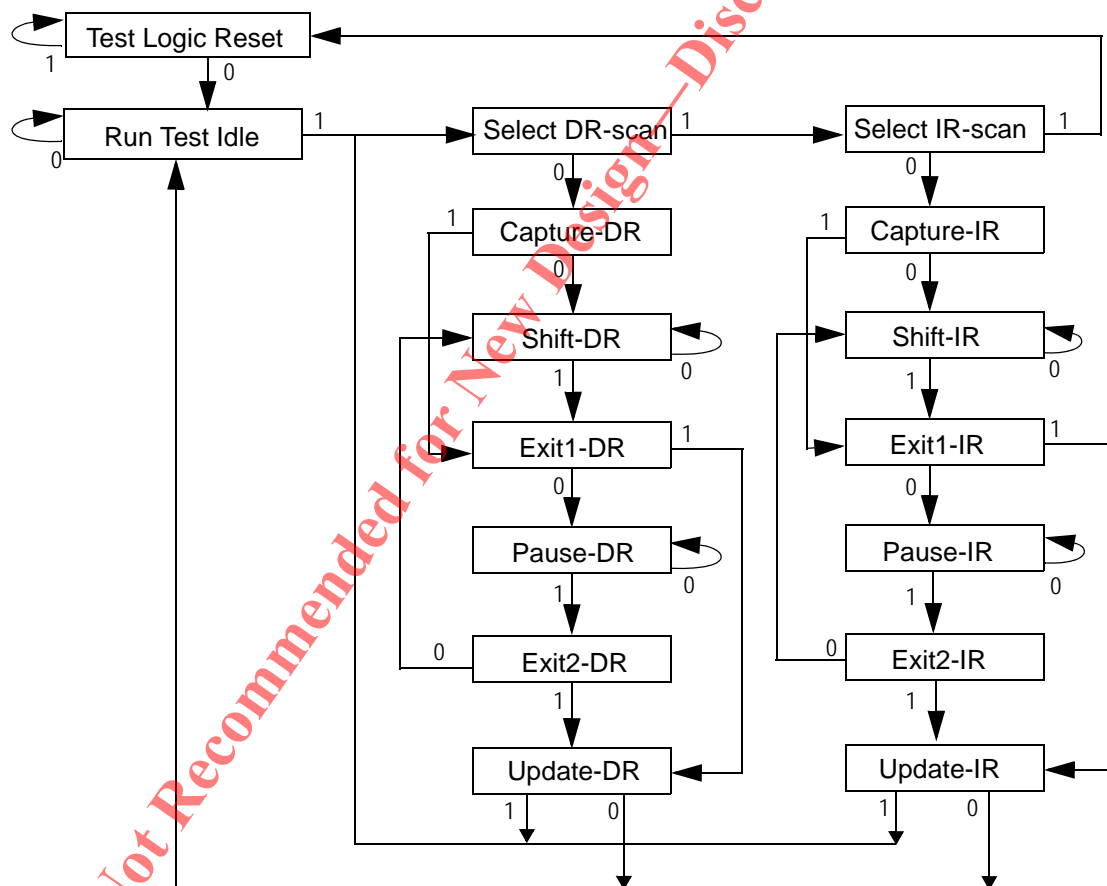 Test Logic Reset
1
0
Run Test Idle
0
1
Select DR-scan
1
0
Select IR-scan
1
0
Capture-DR
1
0
Capture-IR
1
0
Shift-DR
0
1
Shift-IR
0
1
Exit1-DR
1
0
Exit1-IR
1
0
Pause-DR
0
1
Pause-IR
0
1
Exit2-DR
0
1
Exit2-IR
0
1
Update-DR
1
0
Update-IR
1
0
Not Recommended for New Design—Disc